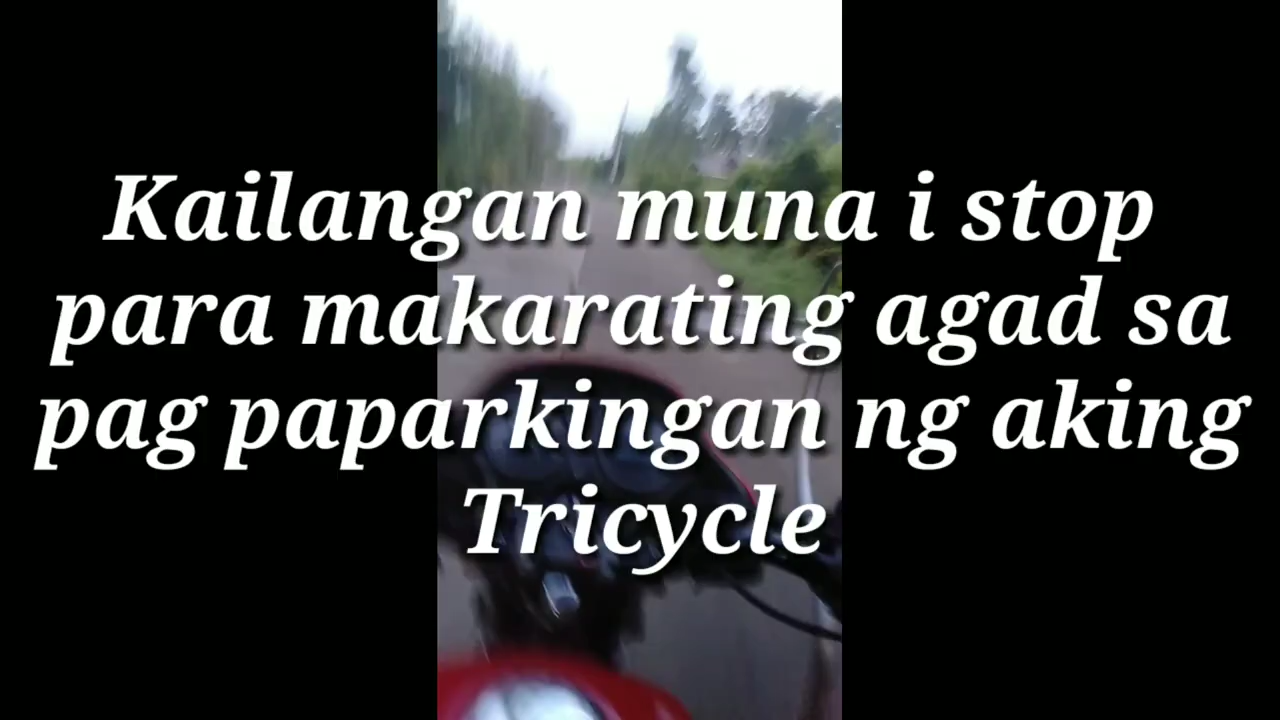 Kailangan muna i stop
para makarating agad sa
pag paparkingan ng aking
Tricycle